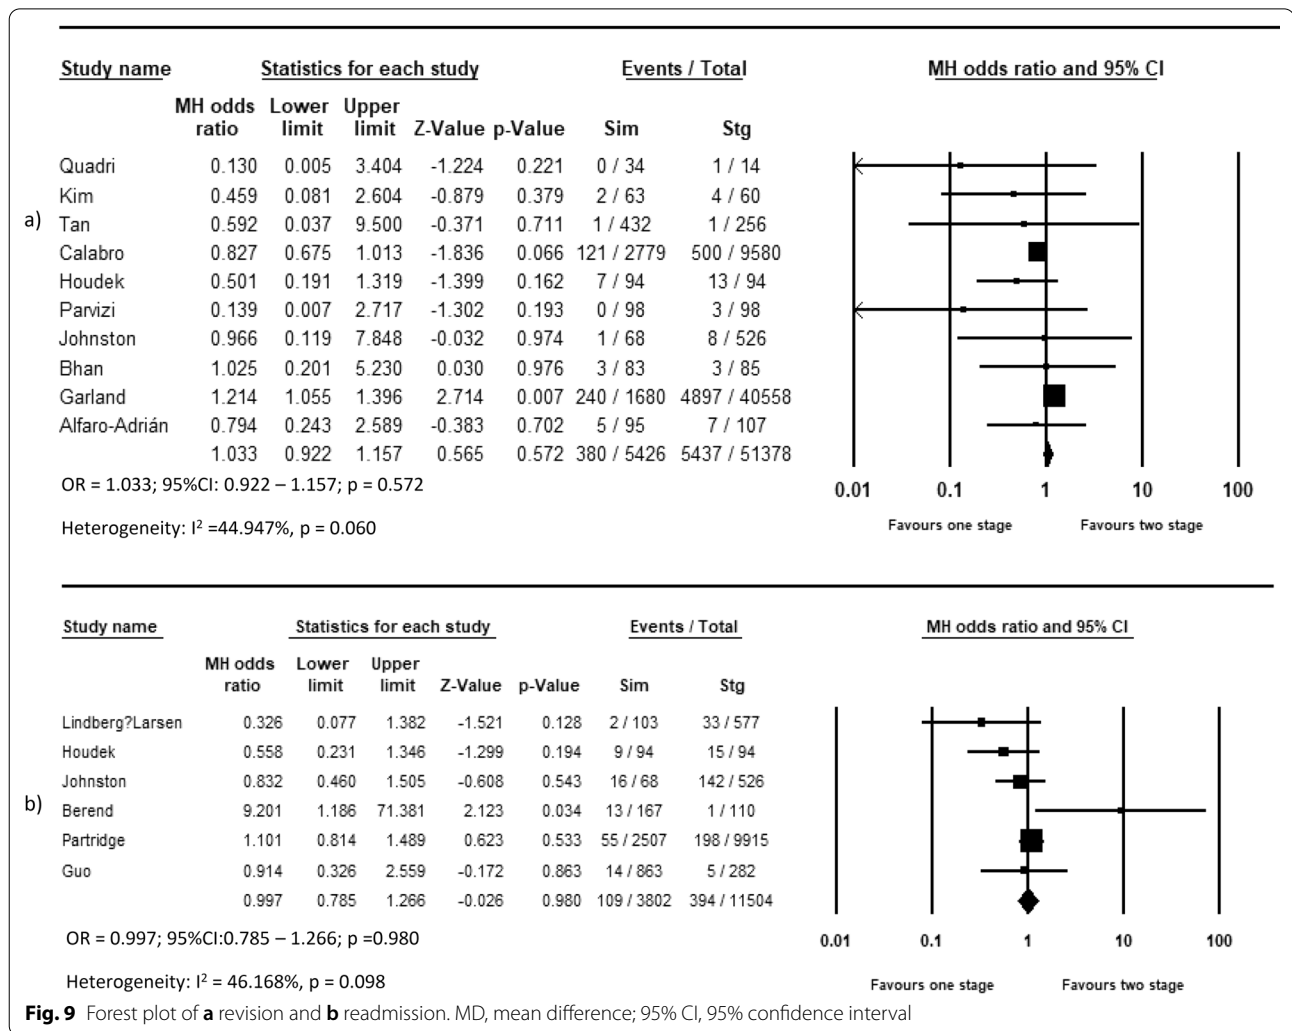 Study name Statistics for each study Events / Total MH odds ratio and 95% CI
MH odds Lower Upper
ratio limit limit Z-Value p-Value Sim Stg
Quadri 0.130 0.005 3.404 -1.224 0.221 0 / 34 1 / 14
Kim 0.459 0.081 2.604 -0.879 0.379 2 / 63 4 / 60
a)
Tan 0.592 0.037 9.500 -0.371 0.711 1 / 432 1 / 256
Calabro 0.827 0.675 1.013 -1.836 0.066 121 / 2779 500 / 9580
Houdek 0.501 0.191 1.319 -1.399 0.162 7 / 94 13 / 94
Parvizi 0.139 0.007 2.717 -1.302 0.193 0 / 98 3 / 98
Johnston 0.966 0.119 7.848 -0.032 0.974 1 / 68 8 / 526
Bhan 1.025 0.201 5.230 0.030 0.976 3 / 83 3 / 85
Garland 1.214 1.055 1.396 2.714 0.007 240 / 1680 4897 / 40558
Alfaro-Adrián 0.794 0.243 2.589 -0.383 0.702 5 / 95 7 / 107
1.033 0.922 1.157 0.565 0.572 380 / 5426 5437 / 51378
OR = 1.033; 95%CI: 0.922 – 1.157; p = 0.572
0.01 0.1 1 10 100
Heterogeneity: I² =44.947%, p = 0.060
Favours one stage Favours two stage
Study name Statistics for each study Events / Total MH odds ratio and 95% CI
MH odds Lower Upper
ratio limit limit Z-Value p-Value Sim Stg
Lindberg?Larsen 0.326 0.077 1.382 -1.521 0.128 2 / 103 33 / 577
Houdek 0.558 0.231 1.346 -1.299 0.194 9 / 94 15 / 94
Johnston 0.832 0.460 1.505 -0.608 0.543 16 / 68 142 / 526
b)
Berend 9.201 1.186 71.381 2.123 0.034 13 / 167 1 / 110
Partridge 1.101 0.814 1.489 0.623 0.533 55 / 2507 198 / 9915
Guo 0.914 0.326 2.559 -0.172 0.863 14 / 863 5 / 282
0.997 0.785 1.266 -0.026 0.980 109 / 3802 394 / 11504
OR = 0.997; 95%CI:0.785 – 1.266; p =0.980
0.01 0.1 1 10 100
Heterogeneity: I² = 46.168%, p = 0.098
Favours one stage Favours two stage
Fig. 9 Forest plot of a revision and b readmission. MD, mean difference; 95% CI, 95% confidence interval